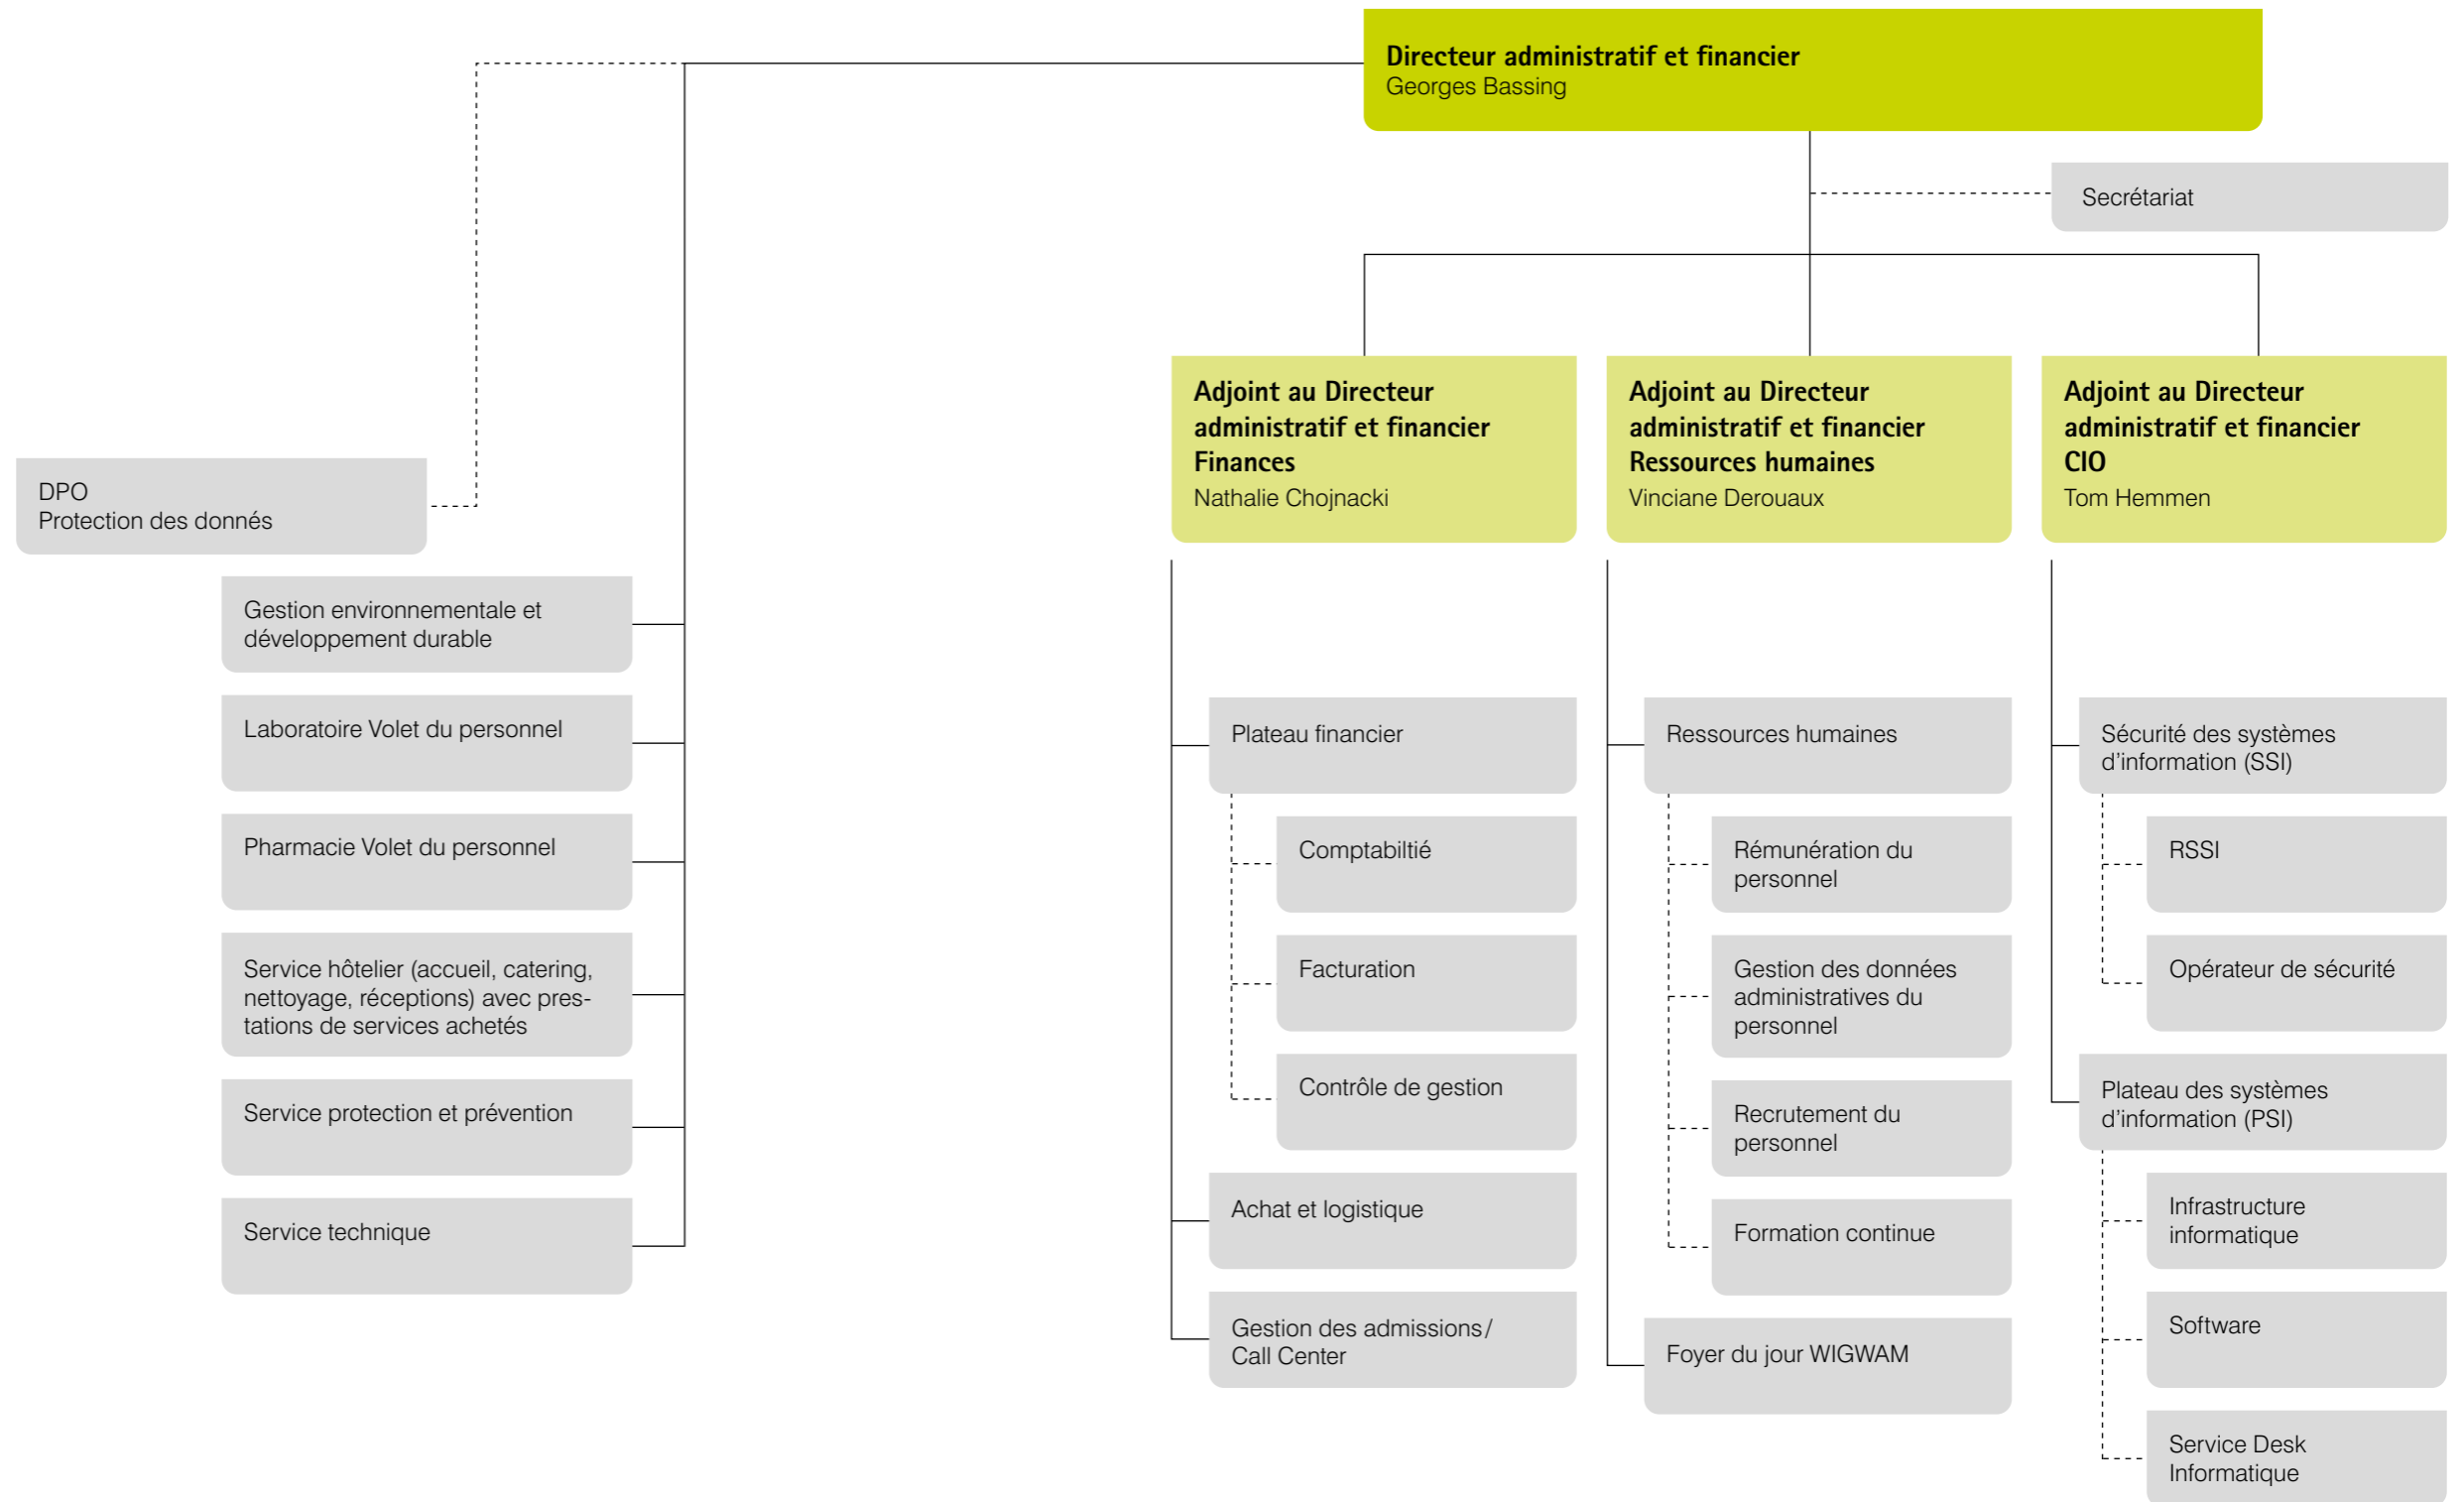 Directeur administratif et financier
Georges Bassing
Secrétariat
DPO
Protection des donnés
Gestion environnementale et
développement durable
Laboratoire Volet du personnel
Pharmacie Volet du personnel
Service hôtelier (accueil, catering,
nettoyage, réceptions) avec pres-
tations de services achetés
Service protection et prévention
Service technique
Adjoint au Directeur
administratif et financier
Finances
Nathalie Chojnacki
Plateau financier
Comptabiltié
Facturation
Contrôle de gestion
Achat et logistique
Gestion des admissions/
Call Center
Adjoint au Directeur
administratif et financier
Ressources humaines
Vinciane Derouaux
Ressources humaines
Rémunération du
personnel
Gestion des données
administratives du
personnel
Recrutement du
personnel
Formation continue
Foyer du jour WIGWAM
Adjoint au Directeur
administratif et financier
CIO
Tom Hemmen
Sécurité des systèmes
d'information (SSI)
RSSI
Opérateur de sécurité
Plateau des systèmes
d'information (PSI)
Infrastructure
informatique
Software
Service Desk
Informatique